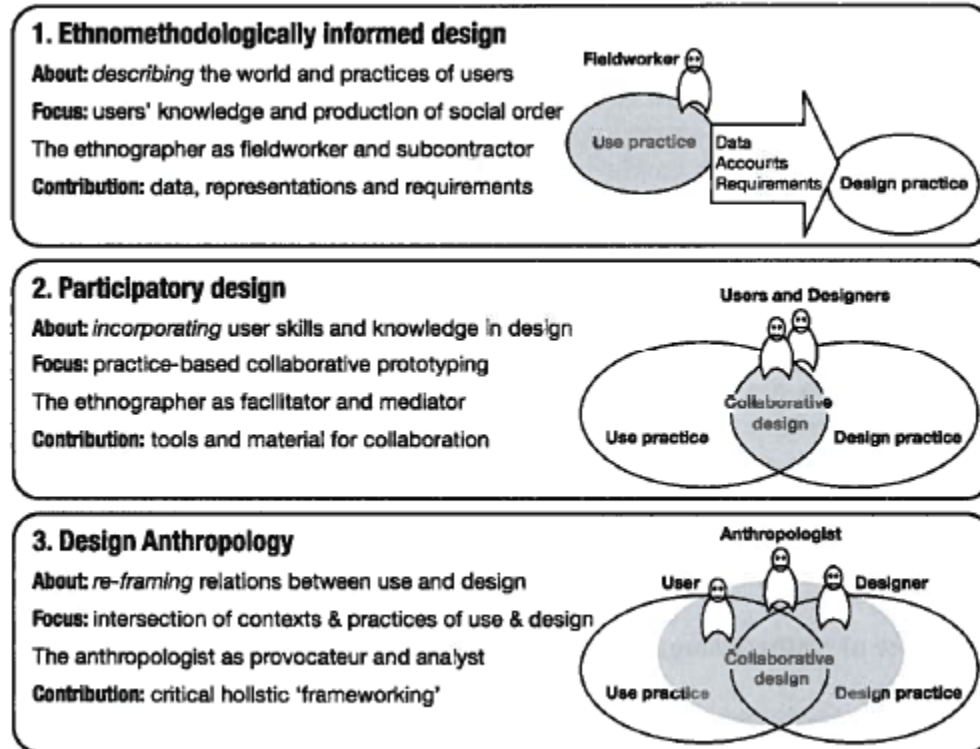 1. Ethnomethodologically informed design
About: describing the world and practices of users
Focus: users' knowledge and production of social order
The ethnographer as fieldworker and subcontractor
Contribution: data, representations and requirements
Fieldworker
Use practice
Data
Accounts
Requirements
Design practice
2. Participatory design
About: incorporating user skills and knowledge in design
Focus: practice-based collaborative prototyping
The ethnographer as facilitator and mediator
Contribution: tools and material for collaboration
Users and Designers
Use practice
Collaborative
design
Design practice
3. Design Anthropology
About: re-framing relations between use and design
Focus: intersection of contexts & practices of use & design
The anthropologist as provocateur and analyst
Contribution: critical holistic 'frameworking'
Anthropologist
User
Designer
Use practice
Collaborative
design
Design practice